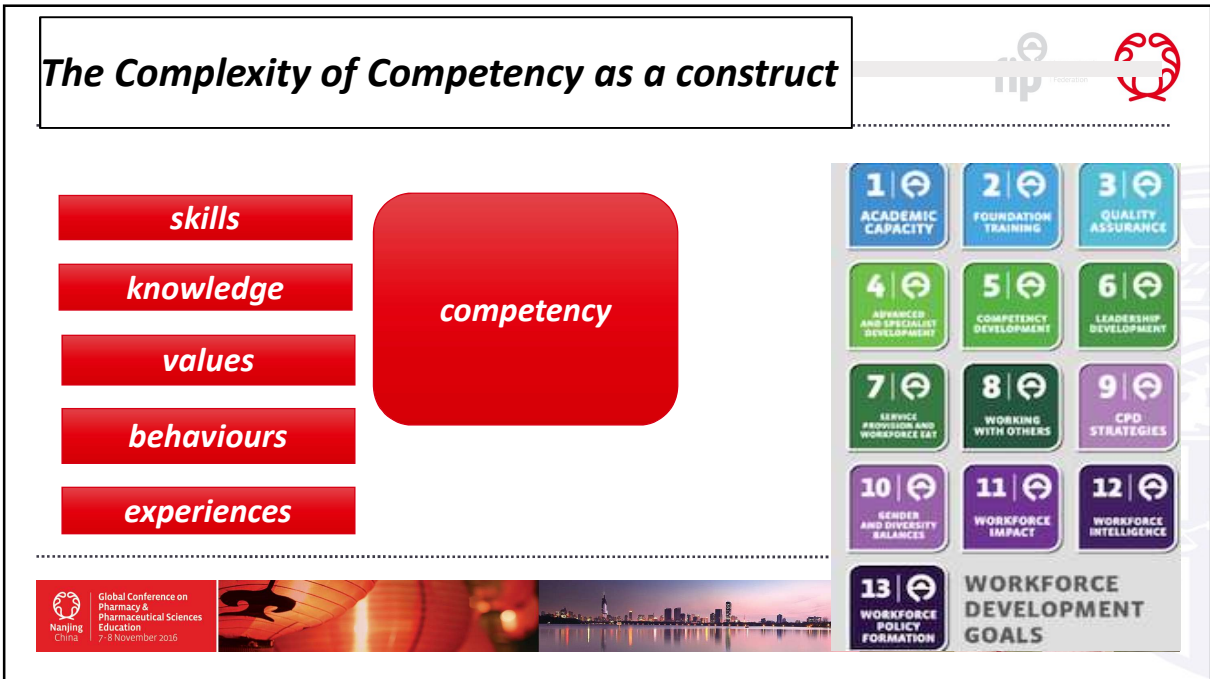 The Complexity of Competency as a construct
fip
Federation
skills
knowledge
values
behaviours
experiences
competency
1
ACADEMIC
CAPACITY
2
FOUNDATION
TRAINING
3
QUALITY
ASSURANCE
4
ADVANCED
AND SPECIALIST
DEVELOPMENT
5
COMPETENCY
DEVELOPMENT
6
LEADERSHIP
DEVELOPMENT
7
SERVICE
PROVISION AND
WORKFORCE E&T
8
WORKING
WITH OTHERS
9
CPD
STRATEGIES
10
GENDER
AND DIVERSITY
BALANCES
11
WORKFORCE
IMPACT
12
WORKFORCE
INTELLIGENCE
13
WORKFORCE
POLICY
FORMATION
WORKFORCE
DEVELOPMENT
GOALS
Nanjing
China
Global Conference on
Pharmacy &
Pharmaceutical Sciences
Education
7-8 November 2016